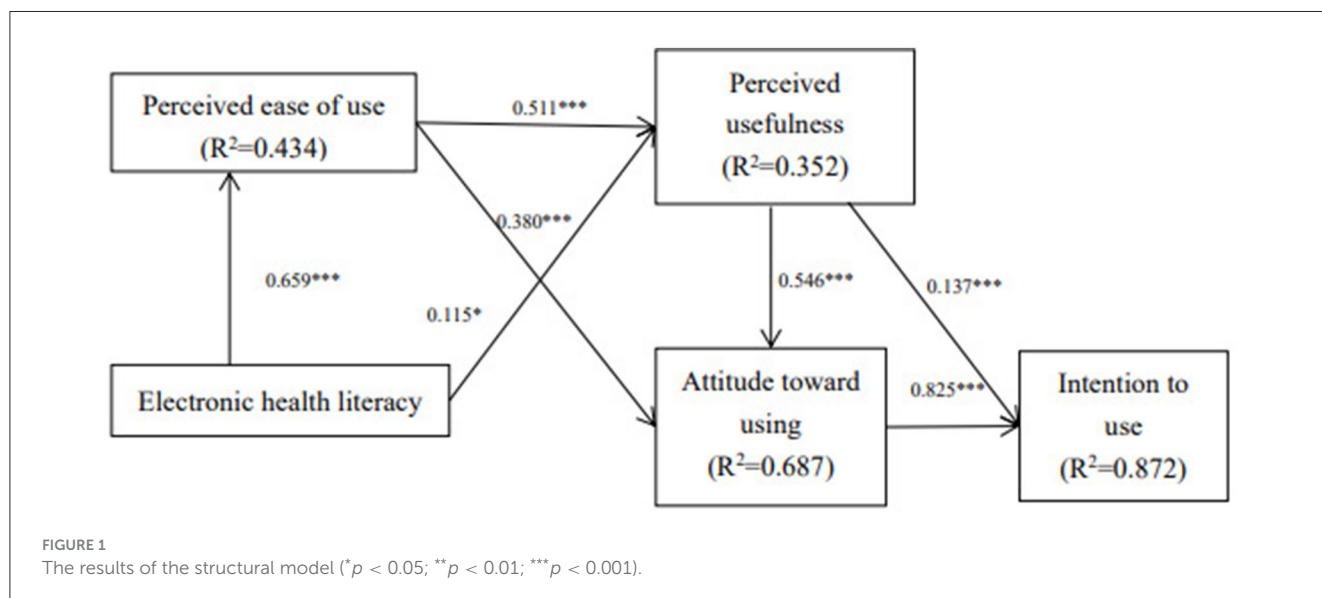 Perceived ease of use
(R²=0.434)
0.511***
Perceived
usefulness
(R²=0.352)
0.380***
0.659***
0.115*
0.546***
0.137***
Electronic health literacy
Attitude toward
using
(R²=0.687)
0.825***
Intention to
use
(R²=0.872)
FIGURE 1
The results of the structural model (*p < 0.05; **p < 0.01; ***p < 0.001).